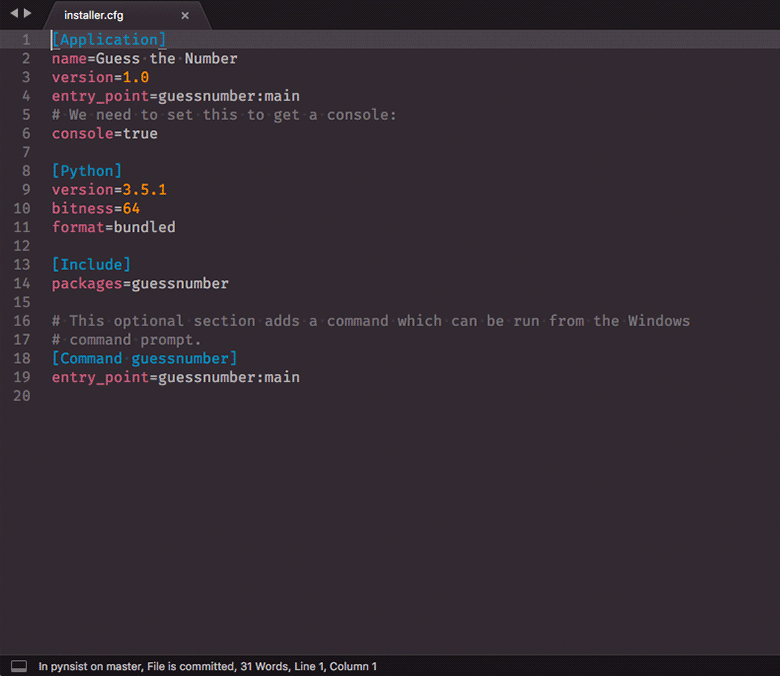 installer.cfg
1 [Application]
2 name=Guess the Number
3 version=1.0
4 entry_point=guessnumber:main
5 # We need to set this to get a console:
6 console=true
7
8 [Python]
9 version=3.5.1
10 bitness=64
11 format=bundled
12
13 [Include]
14 packages=guessnumber
15
16 # This optional section adds a command which can be run from the Windows
17 # command prompt.
18 [Command guessnumber]
19 entry_point=guessnumber:main
20
In pynsist on master, File is committed, 31 Words, Line 1, Column 1